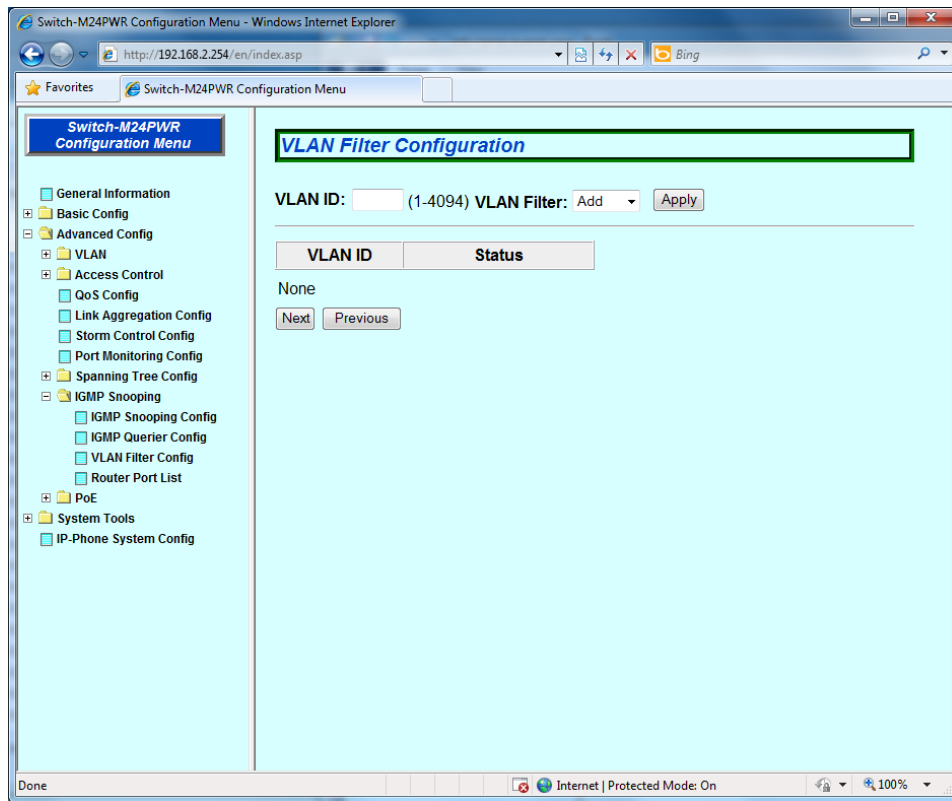 Switch-M24PWR Configuration Menu - Windows Internet Explorer
http://192.168.2.254/en/index.asp
Bing
Favorites
Switch-M24PWR Configuration Menu
Switch-M24PWR
Configuration Menu
General Information
Basic Config
Advanced Config
VLAN
Access Control
QoS Config
Link Aggregation Config
Storm Control Config
Port Monitoring Config
Spanning Tree Config
IGMP Snooping
IGMP Snooping Config
IGMP Querier Config
VLAN Filter Config
Router Port List
PoE
System Tools
IP-Phone System Config
VLAN Filter Configuration
VLAN ID: (1-4094) VLAN Filter: Add Apply
VLAN ID Status
None
Next Previous
Done Internet | Protected Mode: On 100%